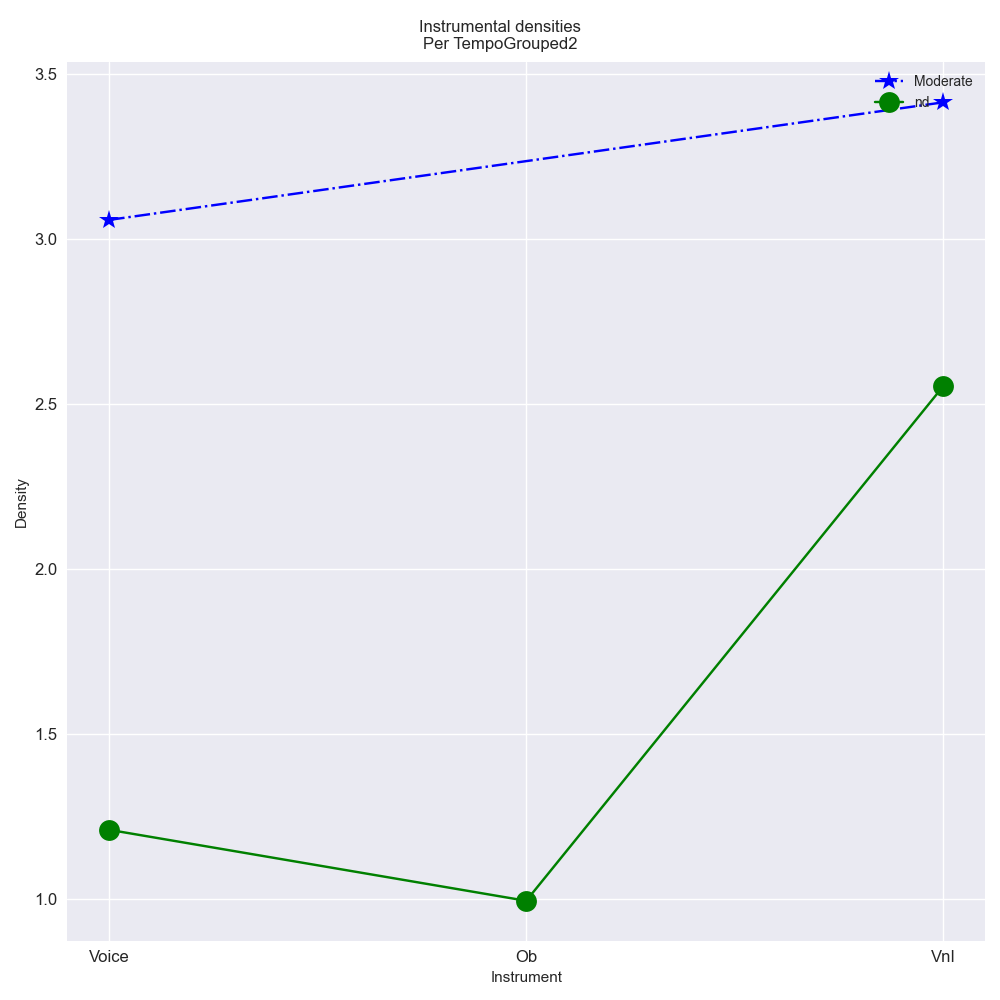 Instrumental densities
Per TempoGrouped2
3.5
3.0
2.5
2.0
1.5
1.0
Density
Moderate
nd
Voice
Ob
VnI
Instrument